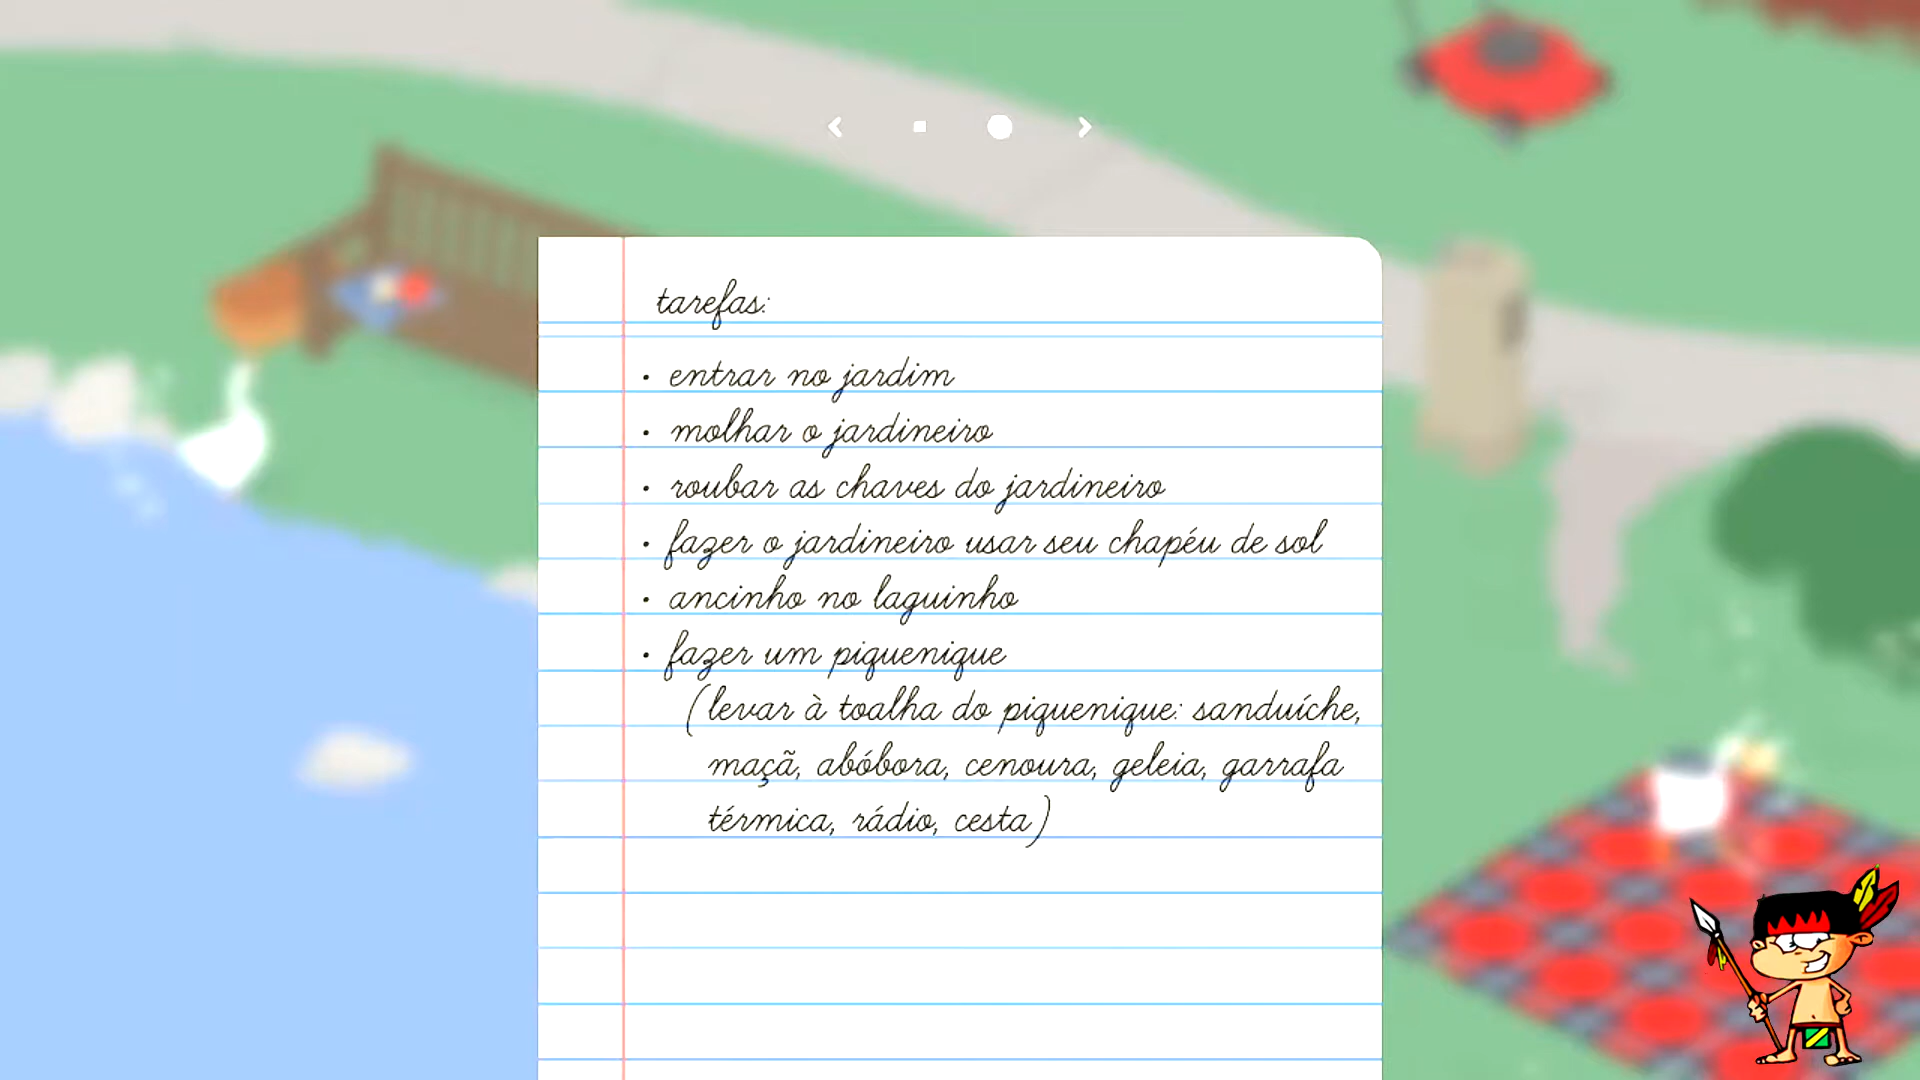 tarefas:
• entrar no jardim
• molhar o jardineiro
• roubar as chaves do jardineiro
• fazer o jardineiro usar seu chapéu de sol
• ancinho no laguinho
• fazer um piquenique
(levar à toalha do piquenique: sanduíche,
maçã, abóbora, cenoura, geleia, garrafa
térmica, rádio, cesta)